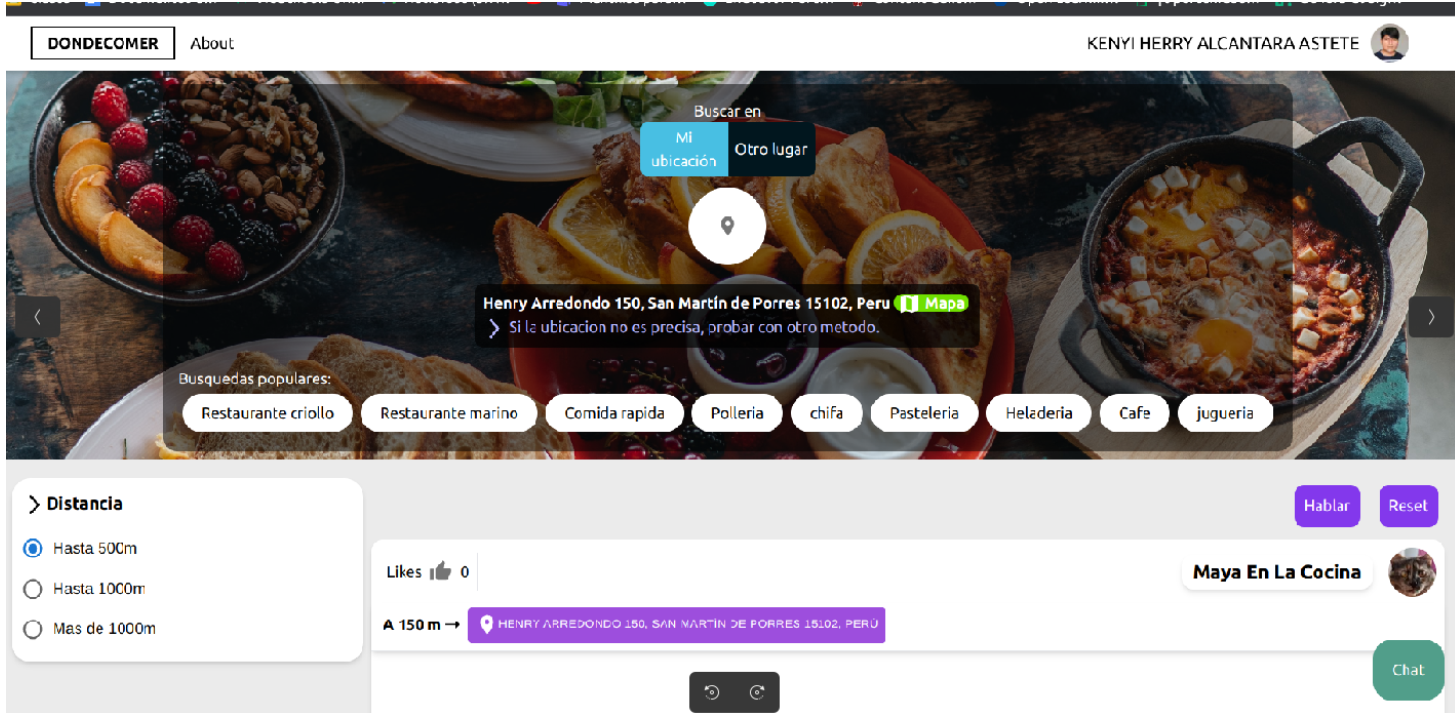 DONDECOMER About KENYI HERRY ALCANTARA ASTETE
Buscar en
Mi ubicación Otro lugar
Henry Arredondo 150, San Martín de Porres 15102, Peru Mapa
Si la ubicacion no es precisa, probar con otro metodo.
Busquedas populares:
Restaurante criollo Restaurante marino Comida rapida Polleria chifa Pasteleria Heladeria Cafe jugueria
Distancia
Hasta 500m
Hasta 1000m
Mas de 1000m
Hablar Reset
Likes 0 Maya En La Cocina
A 150 m → HENRY ARREDONDO 150, SAN MARTÍN DE PORRES 15102, PERÚ
Chat